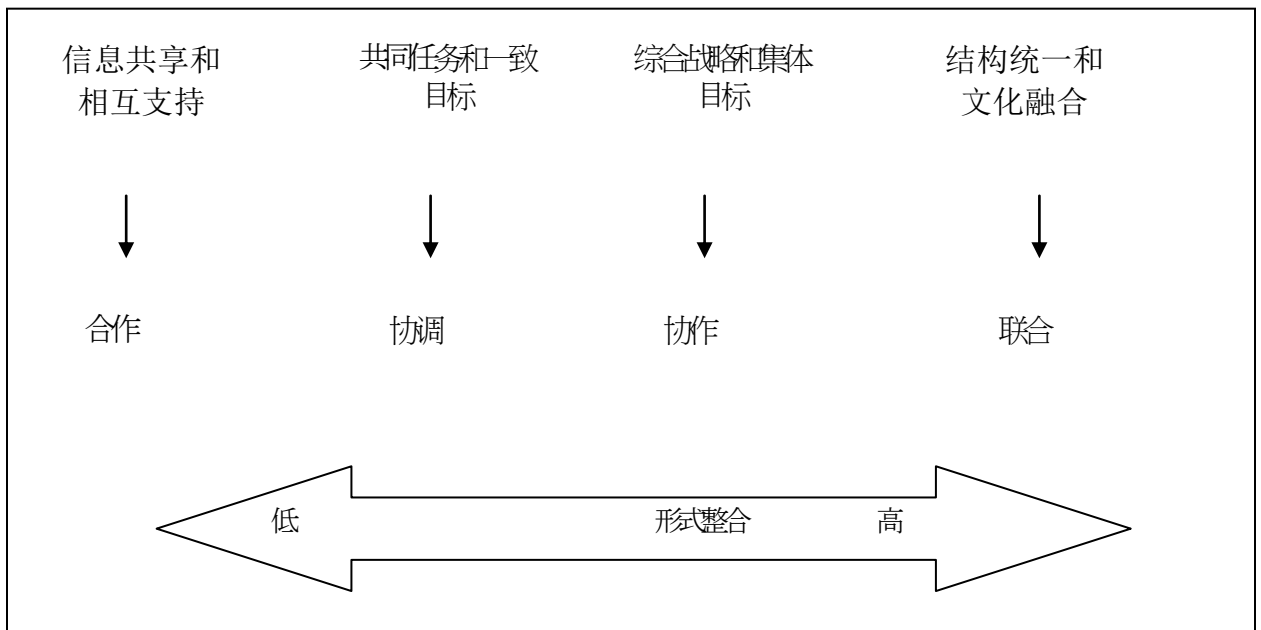 信息共享和
相互支持
共同任务和一致
目标
综合战略和集体
目标
结构统一和
文化融合
合作
协调
协作
联合
低
形式整合
高